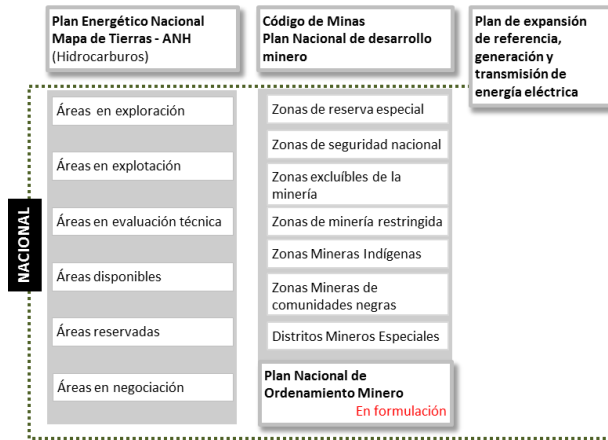 Plan Energético Nacional
Mapa de Tierras - ANH
(Hidrocarburos)
Código de Minas
Plan Nacional de desarrollo
minero
Plan de expansión
de referencia,
generación y
transmisión de
energía eléctrica
NACIONAL
Áreas en exploración
Áreas en explotación
Áreas en evaluación técnica
Áreas disponibles
Áreas reservadas
Áreas en negociación
Zonas de reserva especial
Zonas de seguridad nacional
Zonas excluíbles de la
minería
Zonas de minería restringida
Zonas Mineras Indígenas
Zonas Mineras de
comunidades negras
Distritos Mineros Especiales
Plan Nacional de
Ordenamiento Minero
En formulación